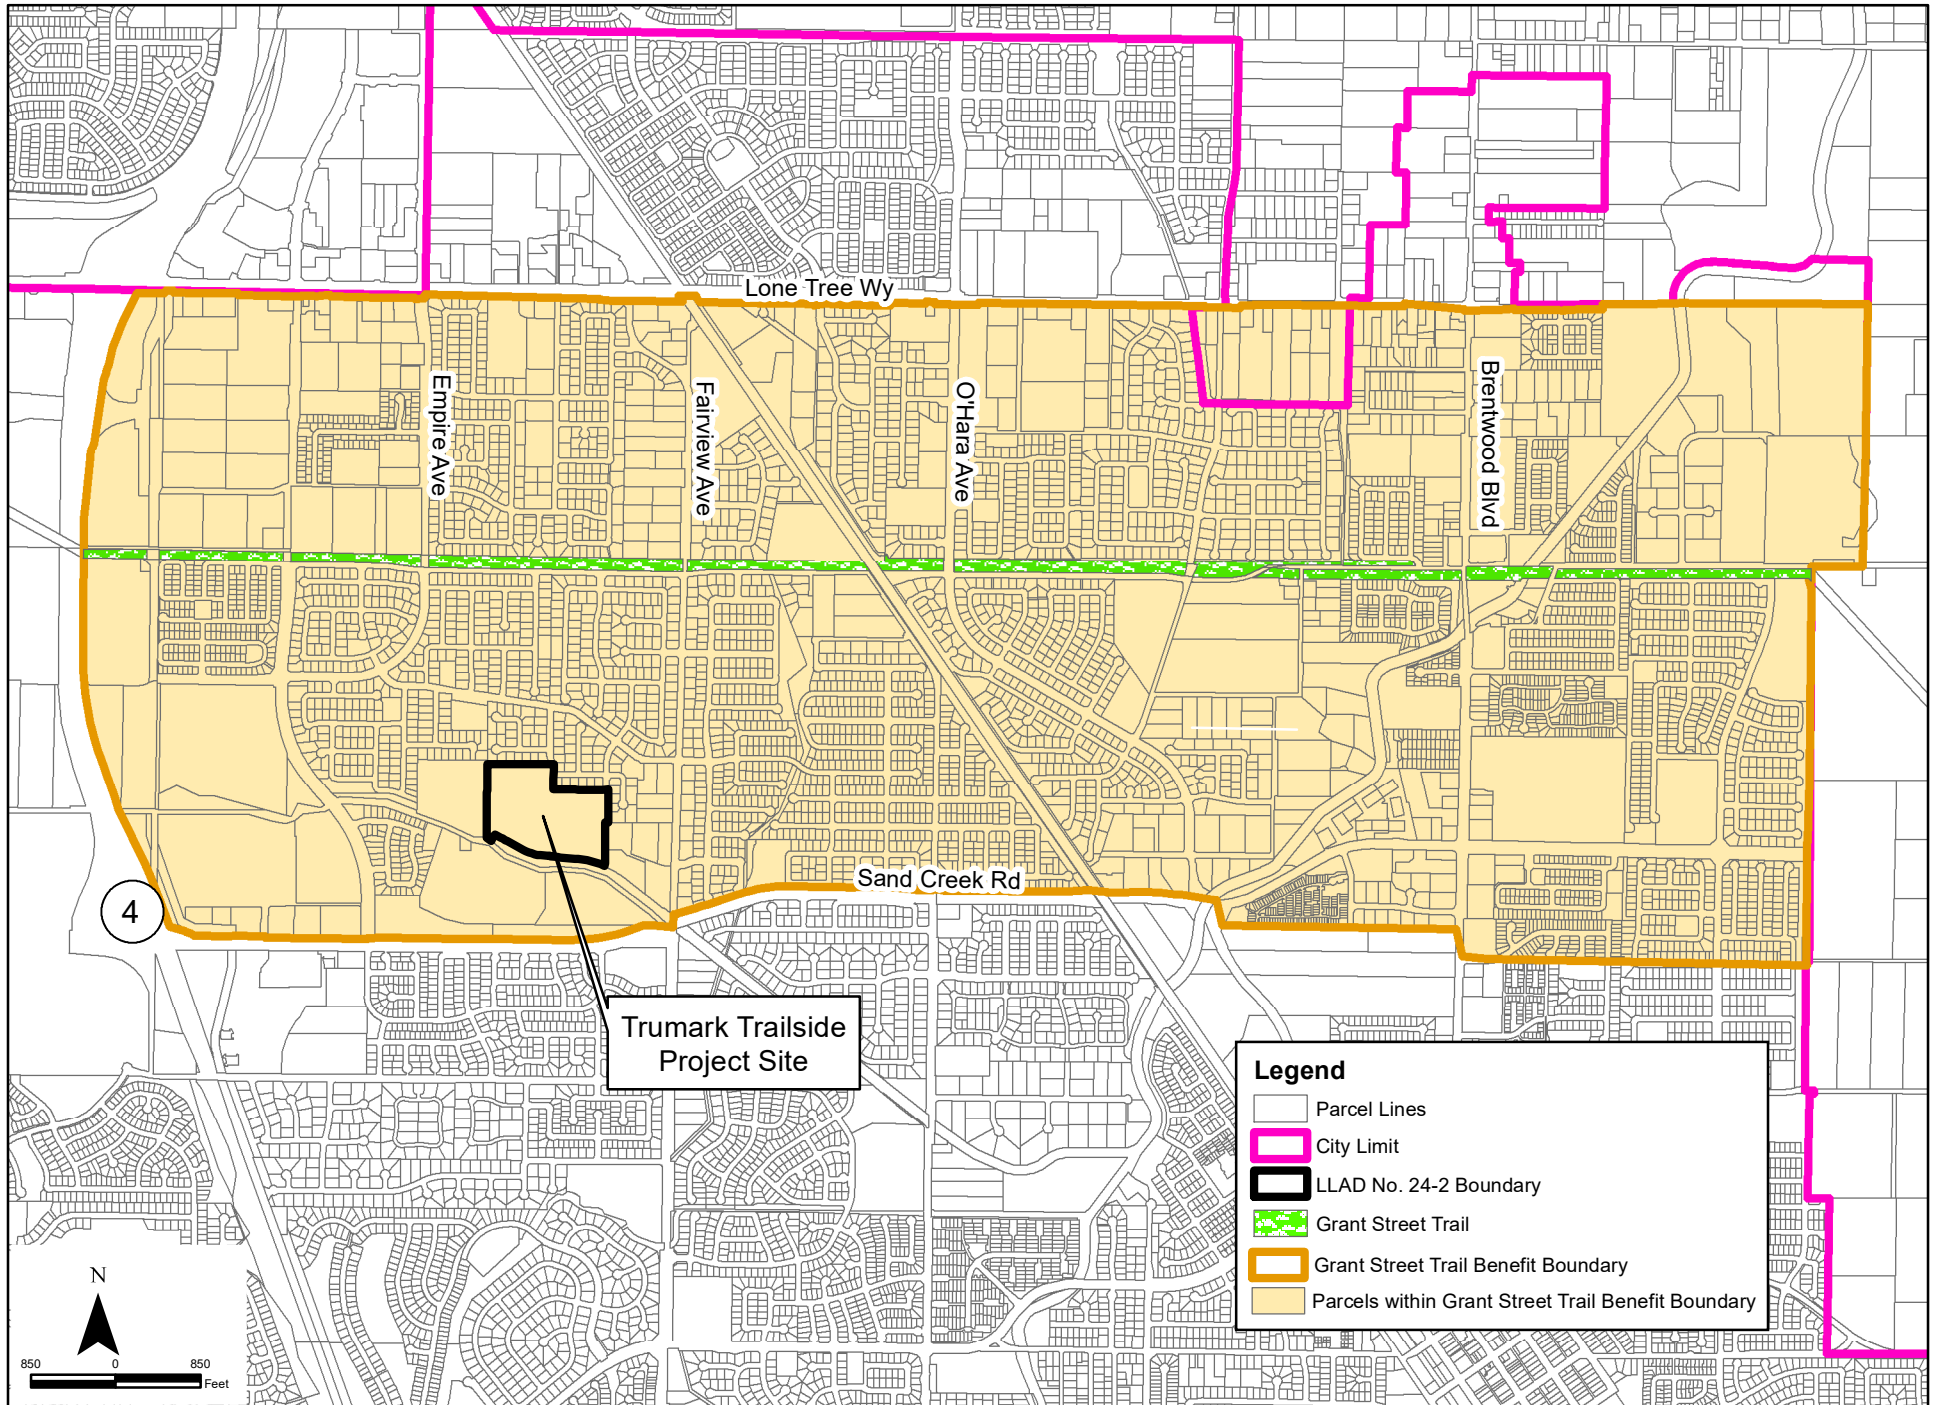 Lone Tree Wy
Empire Ave
Fairview Ave
O'Hara Ave
Brentwood Blvd
Sand Creek Rd
4
Trumark Trailside
Project Site
Legend
Parcel Lines
City Limit
LLAD No. 24-2 Boundary
Grant Street Trail
Grant Street Trail Benefit Boundary
Parcels within Grant Street Trail Benefit Boundary
N
850 0 850
Feet